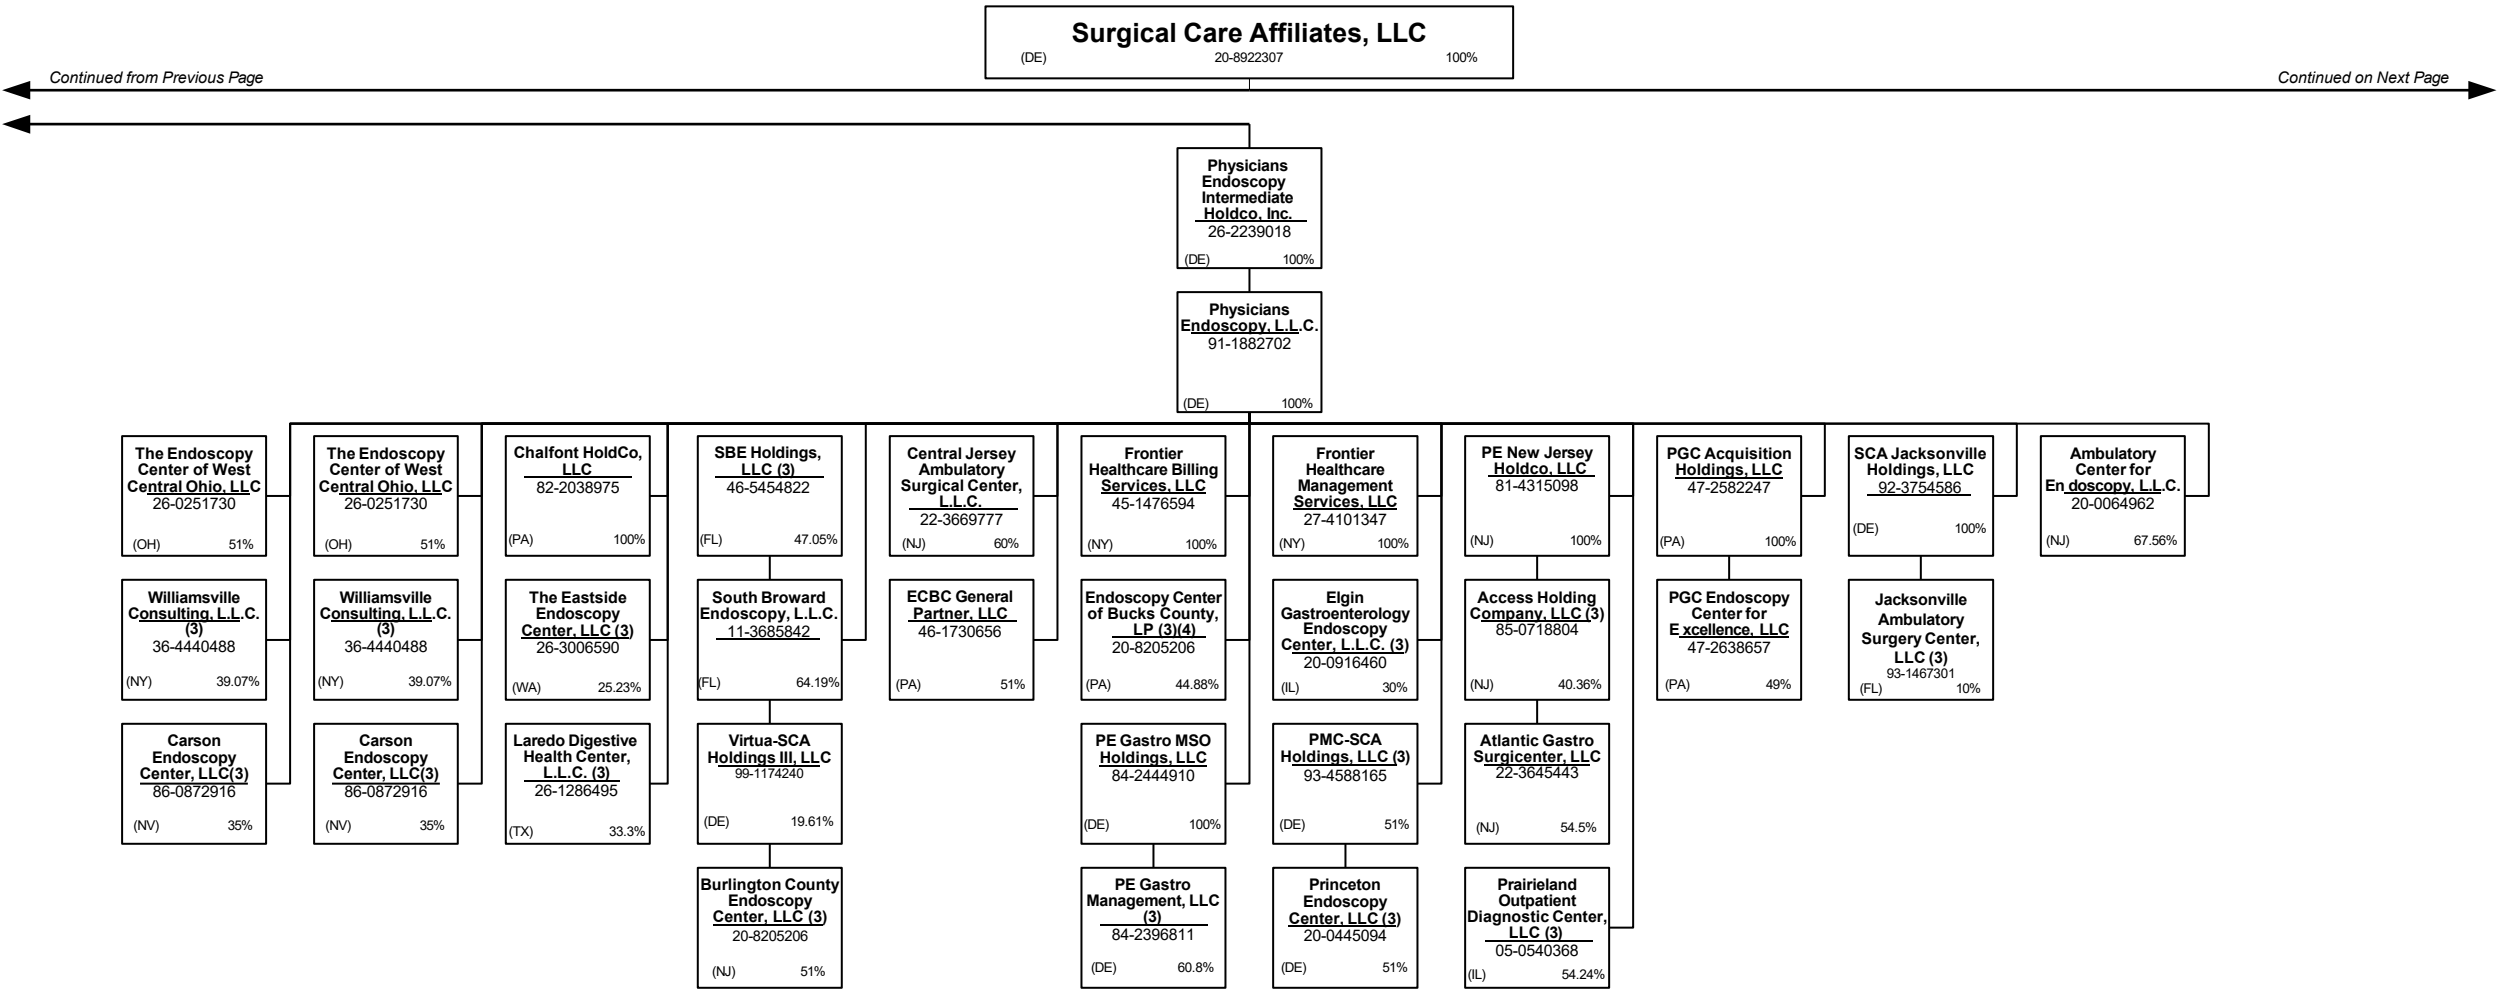 Surgical Care Affiliates, LLC
(DE) 20-8922307 100%
Continued from Previous Page
Continued on Next Page
Physicians
Endoscopy
Intermediate
Holdco, Inc.
26-2239018
(DE) 100%
Physicians
Endoscopy, L.L.C.
91-1882702
(DE) 100%
The Endoscopy
Center of West
Central Ohio, LLC
26-0251730
(OH) 51%
The Endoscopy
Center of West
Central Ohio, LLC
26-0251730
(OH) 51%
Chalfont HoldCo,
LLC
82-2038975
(PA) 100%
SBE Holdings,
LLC (3)
46-5454822
(FL) 47.05%
Central Jersey
Ambulatory
Surgical Center,
L.L.C.
22-3669777
(NJ) 60%
Frontier
Healthcare Billing
Services, LLC
45-1476594
(NY) 100%
Frontier
Healthcare
Management
Services, LLC
27-4101347
(NY) 100%
PE New Jersey
Holdco, LLC
81-4315098
(NJ) 100%
PGC Acquisition
Holdings, LLC
47-2582247
(PA) 100%
SCA Jacksonville
Holdings, LLC
92-3754586
(DE) 100%
Ambulatory
Center for
En doscopy, L.L.C.
20-0064962
(NJ) 67.56%
Williamsville
Consulting, L.L.C.
(3)
36-4440488
(NY) 39.07%
Williamsville
Consulting, L.L.C.
(3)
36-4440488
(NY) 39.07%
The Eastside
Endoscopy
Center, LLC (3)
26-3006590
(WA) 25.23%
South Broward
Endoscopy, L.L.C.
11-3685842
(FL) 64.19%
ECBC General
Partner, LLC
46-1730656
(PA) 51%
Endoscopy Center
of Bucks County,
LP (3)(4)
20-8205206
(PA) 44.88%
Elgin
Gastroenterology
Endoscopy
Center, L.L.C. (3)
20-0916460
(IL) 30%
Access Holding
Company, LLC (3)
85-0718804
(NJ) 40.36%
PGC Endoscopy
Center for
E xcellence, LLC
47-2638657
(PA) 49%
Jacksonville
Ambulatory
Surgery Center,
LLC (3)
93-1467301
(FL) 10%
Carson
Endoscopy
Center, LLC(3)
86-0872916
(NV) 35%
Carson
Endoscopy
Center, LLC(3)
86-0872916
(NV) 35%
Laredo Digestive
Health Center,
L.L.C. (3)
26-1286495
(TX) 33.3%
Virtua-SCA
Holdings III, LLC
99-1174240
(DE) 19.61%
PE Gastro MSO
Holdings, LLC
84-2444910
(DE) 100%
PMC-SCA
Holdings, LLC (3)
93-4588165
(DE) 51%
Atlantic Gastro
Surgicenter, LLC
22-3645443
(NJ) 54.5%
Burlington County
Endoscopy
Center, LLC (3)
20-8205206
(NJ) 51%
PE Gastro
Management, LLC
(3)
84-2396811
(DE) 60.8%
Princeton
Endoscopy
Center, LLC (3)
20-0445094
(DE) 51%
Prairieland
Outpatient
Diagnostic Center,
LLC (3)
05-0540368
(IL) 54.24%